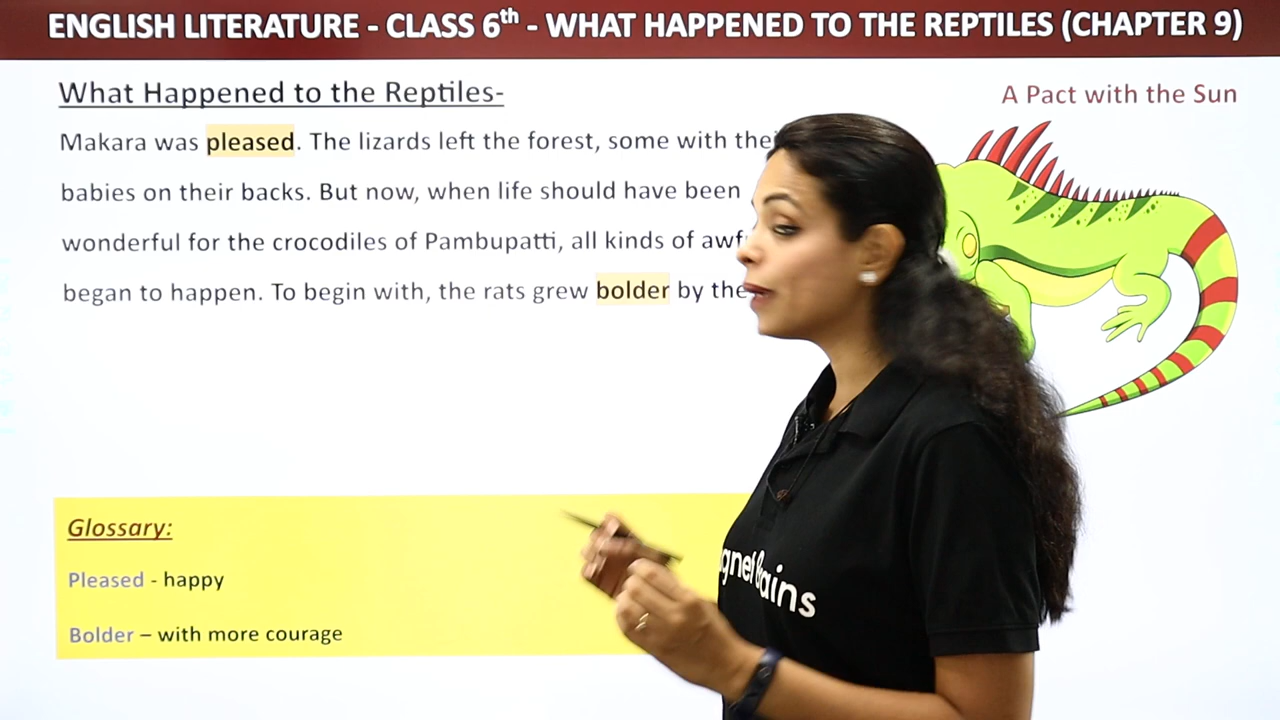 ENGLISH LITERATURE - CLASS 6th - WHAT HAPPENED TO THE REPTILES (CHAPTER 9)
What Happened to the Reptiles-
A Pact with the Sun
Makara was pleased. The lizards left the forest, some with
babies on their backs. But now, when life should have been
wonderful for the crocodiles of Pambupatti, all kinds of
began to happen. To begin with, the rats grew bolder by the
Glossary:
Pleased - happy
Bolder – with more courage